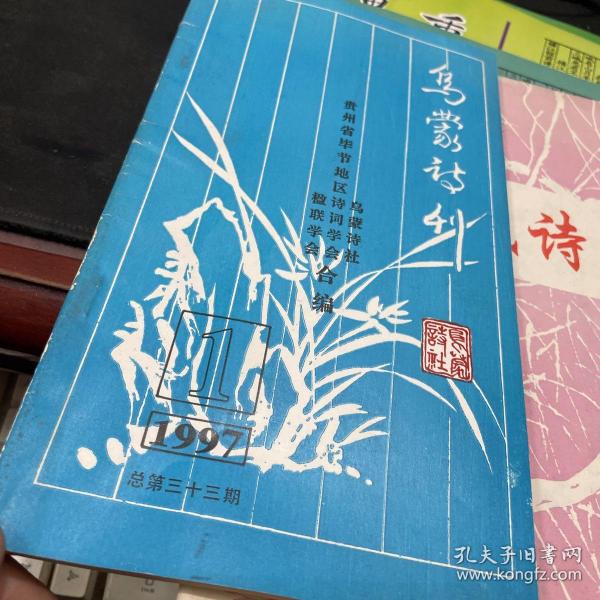 乌蒙诗刊
乌蒙诗社
贵州省毕节地区诗词学会
楹联学会
合编
乌蒙
詩社
1
1997
总第三十三期
诗
孔夫子旧书网
www.kongfz.com